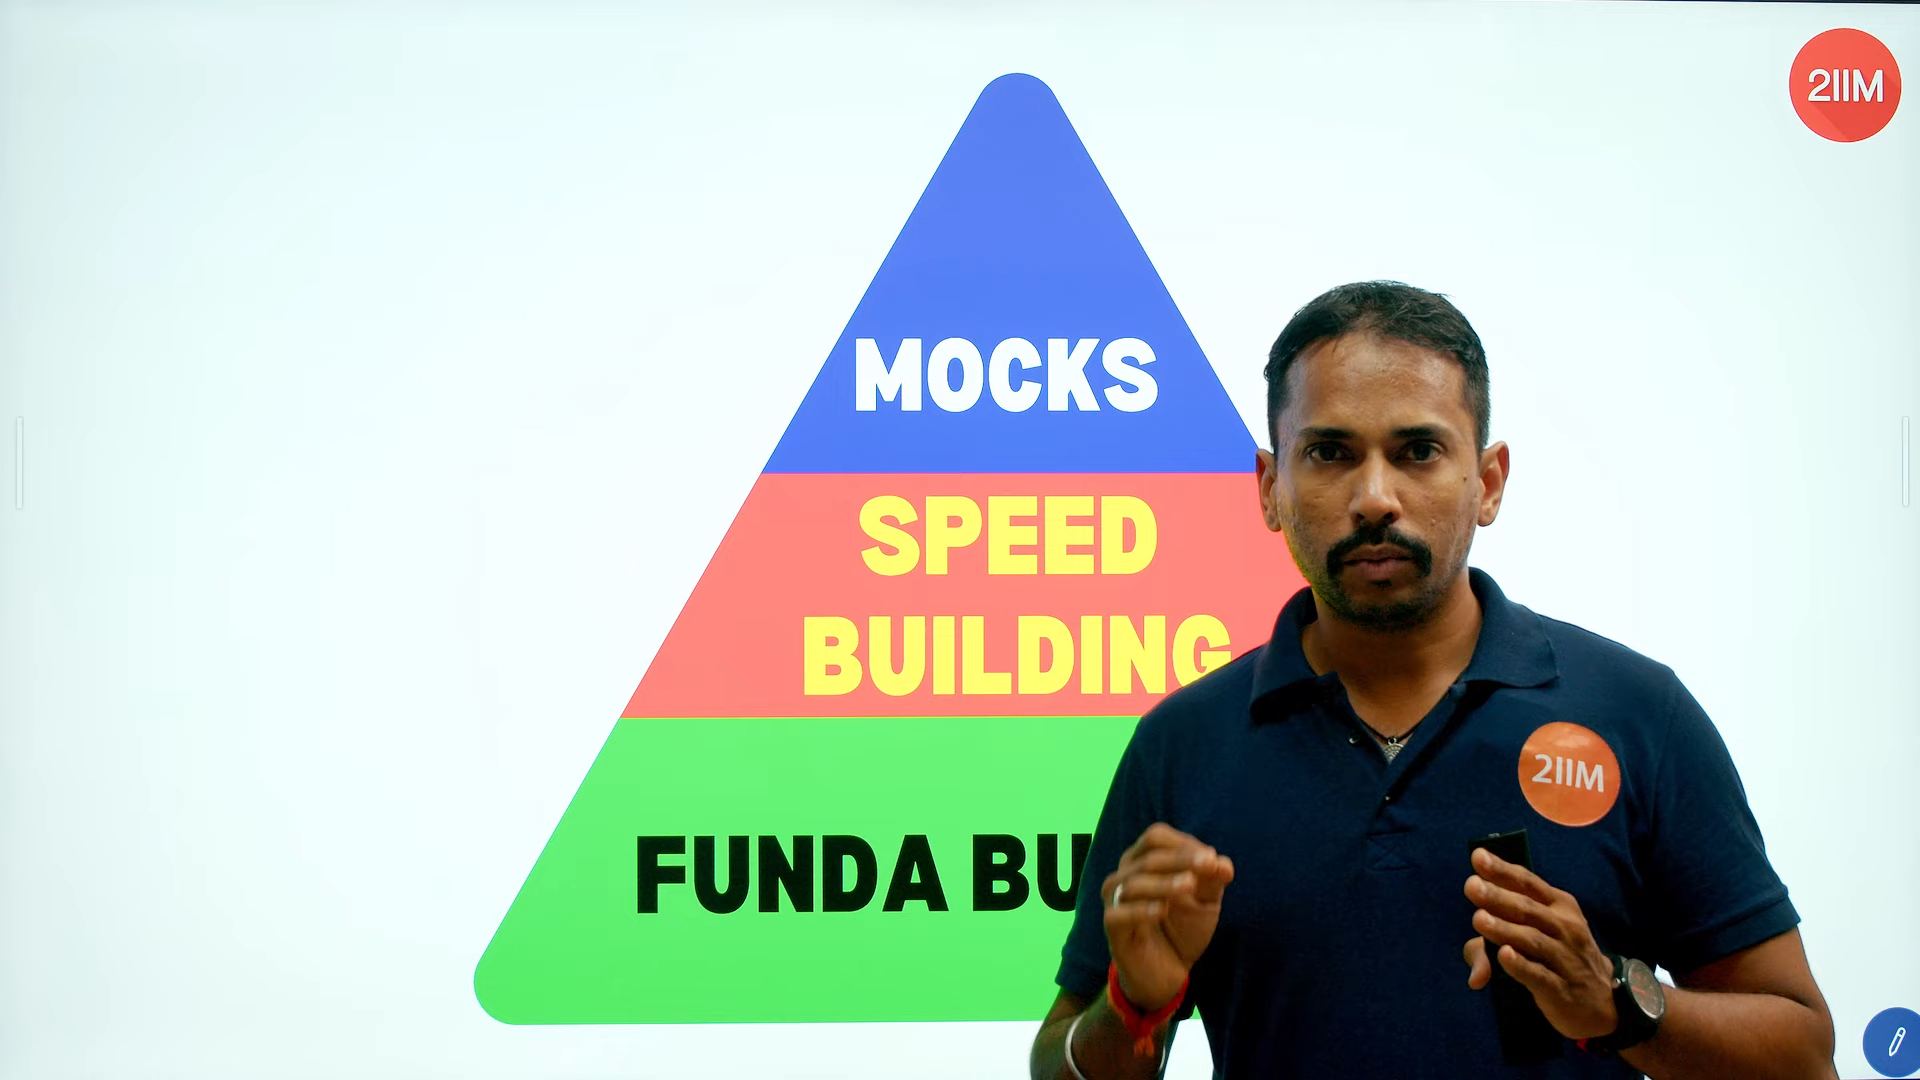 2IIM
MOCKS
SPEED
BUILDING
FUNDA BU
2IIM